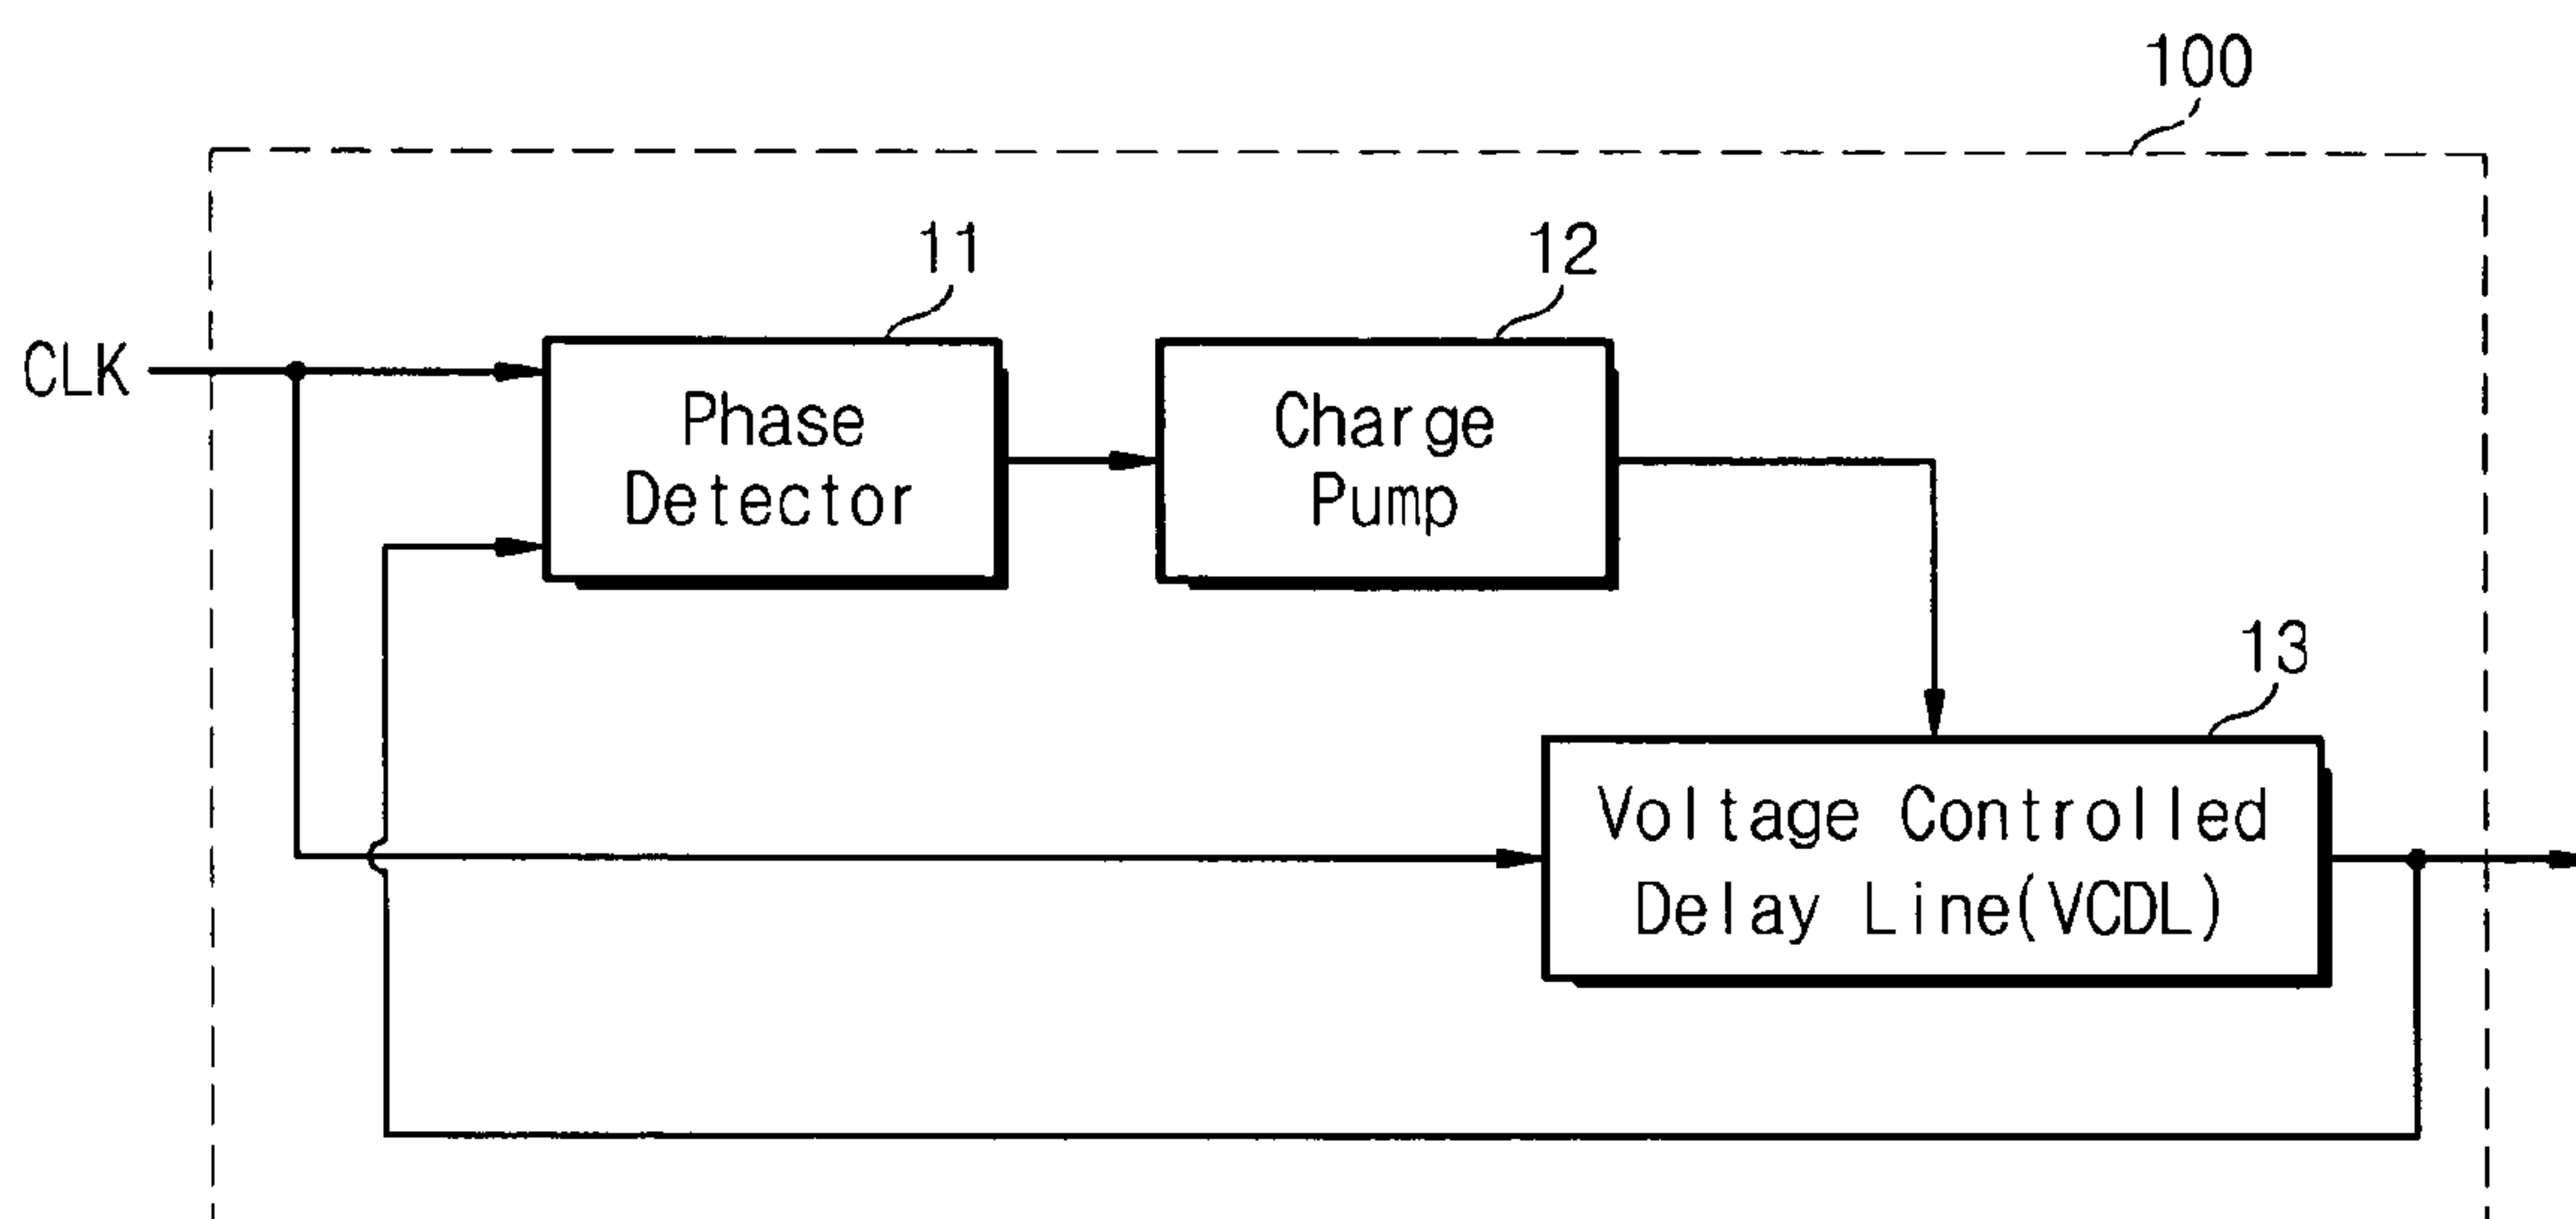 100
11
12
CLK
Phase
Detector
Charge
Pump
13
Voltage Controlled
Delay Line(VCDL)